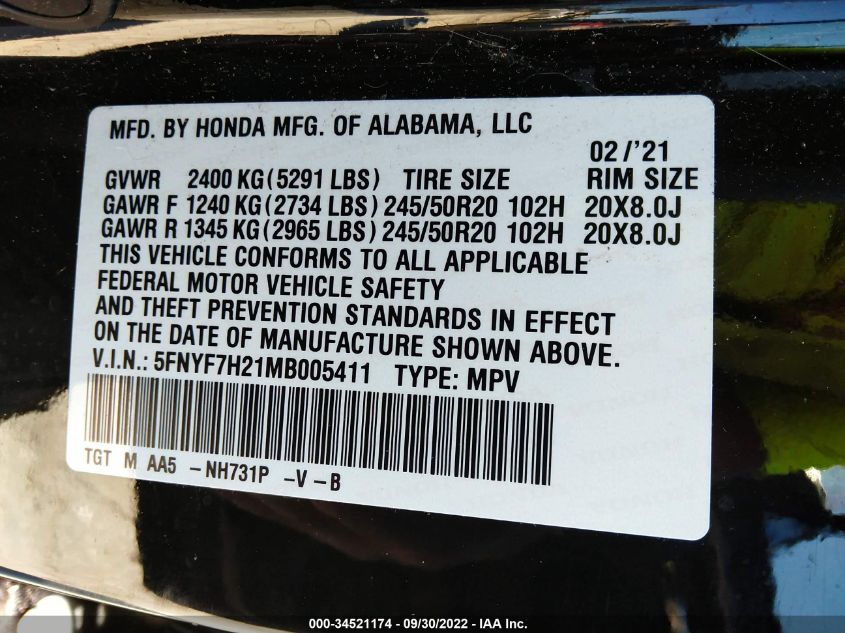 MFD. BY HONDA MFG. OF ALABAMA, LLC
02/'21
GVWR 2400 KG(5291 LBS) TIRE SIZE RIM SIZE
GAWR F 1240 KG(2734 LBS) 245/50R20 102H 20X8.0J
GAWR R 1345 KG(2965 LBS) 245/50R20 102H 20X8.0J
THIS VEHICLE CONFORMS TO ALL APPLICABLE
FEDERAL MOTOR VEHICLE SAFETY
AND THEFT PREVENTION STANDARDS IN EFFECT
ON THE DATE OF MANUFACTURE SHOWN ABOVE.
V.I.N.: 5FNYF7H21MB005411 TYPE: MPV
TGT M AA5 -NH731P -V -B
000-34521174 - 09/30/2022 - IAA Inc.